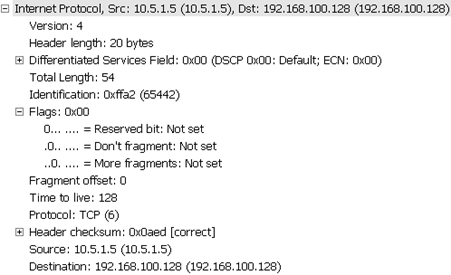 Internet Protocol, Src: 10.5.1.5 (10.5.1.5), Dst: 192.168.100.128 (192.168.100.128)
Version: 4
Header length: 20 bytes
Differentiated Services Field: 0x00 (DSCP 0x00: Default; ECN: 0x00)
Total Length: 54
Identification: 0xffa2 (65442)
Flags: 0x00
0... .... = Reserved bit: Not set
.0.. .... = Don't fragment: Not set
..0. .... = More fragments: Not set
Fragment offset: 0
Time to live: 128
Protocol: TCP (6)
Header checksum: 0x0aed [correct]
Source: 10.5.1.5 (10.5.1.5)
Destination: 192.168.100.128 (192.168.100.128)